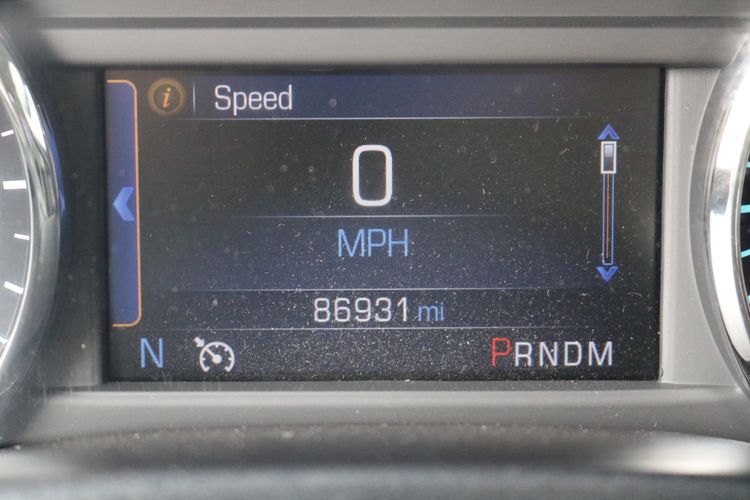 i Speed
0
MPH
86931 mi
N PRNDM